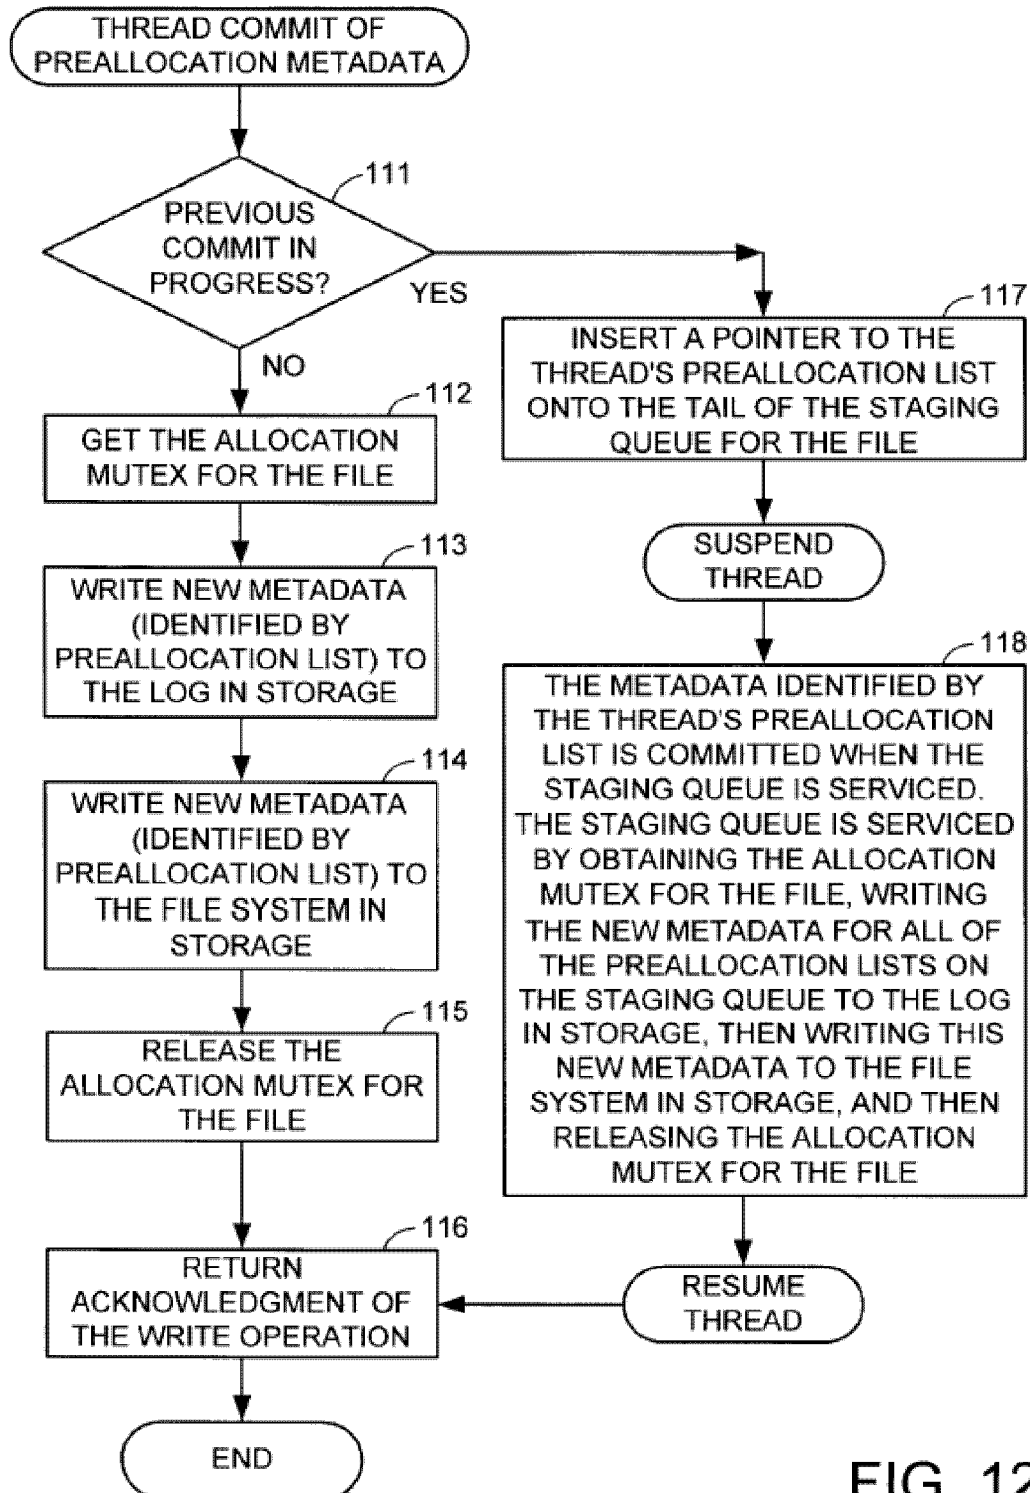 THREAD COMMIT OF
PREALLOCATION METADATA
111
PREVIOUS
COMMIT IN
PROGRESS?
YES
NO
112
GET THE ALLOCATION
MUTEX FOR THE FILE
113
WRITE NEW METADATA
(IDENTIFIED BY
PREALLOCATION LIST) TO
THE LOG IN STORAGE
114
WRITE NEW METADATA
(IDENTIFIED BY
PREALLOCATION LIST) TO
THE FILE SYSTEM IN
STORAGE
115
RELEASE THE
ALLOCATION MUTEX FOR
THE FILE
116
RETURN
ACKNOWLEDGMENT OF
THE WRITE OPERATION
END
117
INSERT A POINTER TO THE
THREAD'S PREALLOCATION LIST
ONTO THE TAIL OF THE STAGING
QUEUE FOR THE FILE
SUSPEND
THREAD
118
THE METADATA IDENTIFIED BY
THE THREAD'S PREALLOCATION
LIST IS COMMITTED WHEN THE
STAGING QUEUE IS SERVICED.
THE STAGING QUEUE IS SERVICED
BY OBTAINING THE ALLOCATION
MUTEX FOR THE FILE, WRITING
THE NEW METADATA FOR ALL OF
THE PREALLOCATION LISTS ON
THE STAGING QUEUE TO THE LOG
IN STORAGE, THEN WRITING THIS
NEW METADATA TO THE FILE
SYSTEM IN STORAGE, AND THEN
RELEASING THE ALLOCATION
MUTEX FOR THE FILE
RESUME
THREAD
FIG. 12